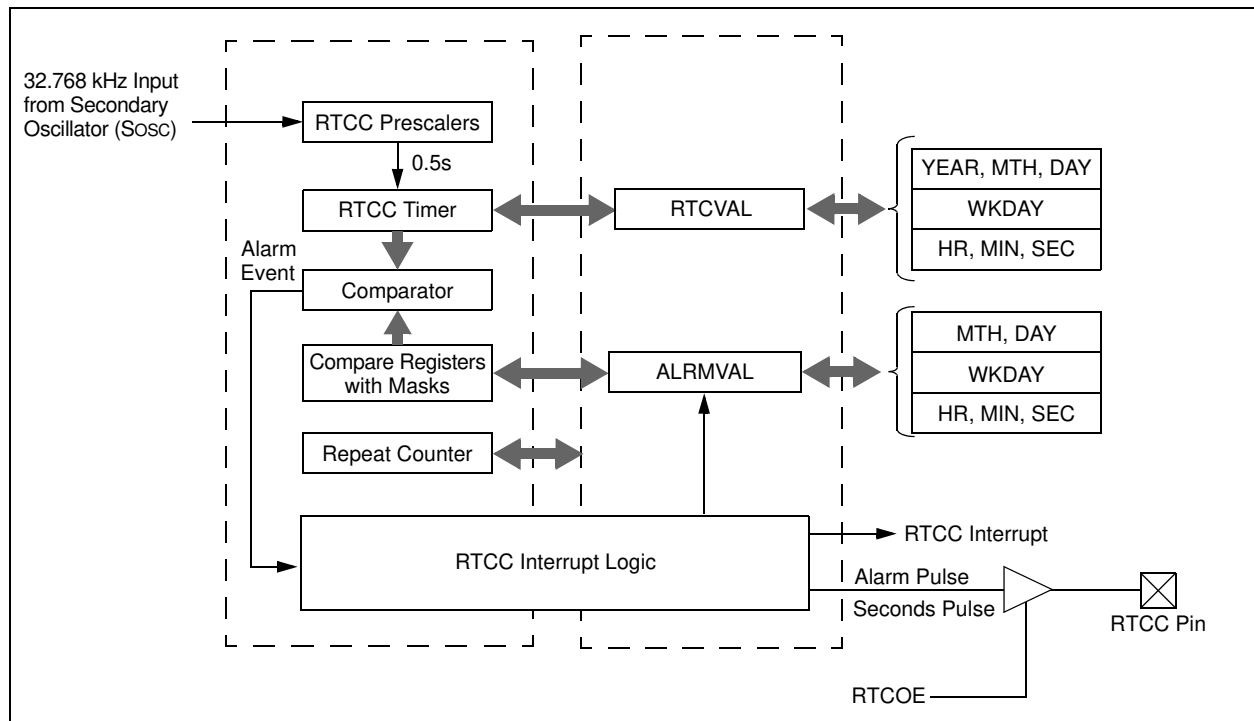 32.768 kHz Input
from Secondary
Oscillator (SOSC)
RTCC Prescalers
0.5s
RTCC Timer
RTCVAL
YEAR, MTH, DAY
WKDAY
HR, MIN, SEC
Alarm
Event
Comparator
Compare Registers
with Masks
ALRMVAL
MTH, DAY
WKDAY
HR, MIN, SEC
Repeat Counter
RTCC Interrupt Logic
RTCC Interrupt
Alarm Pulse
Seconds Pulse
RTCC Pin
RTCOE